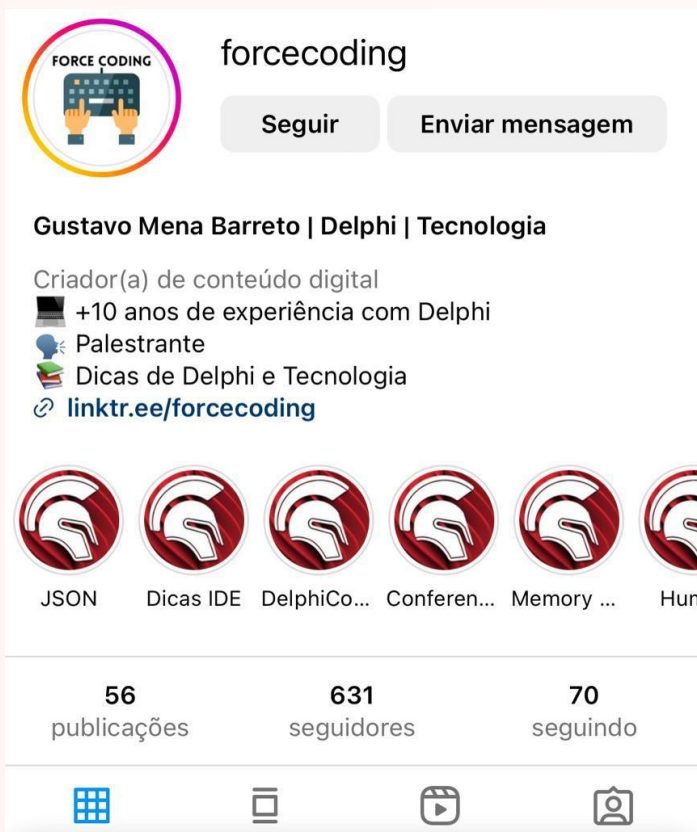 FORCE CODING
forcecoding
Seguir Enviar mensagem
Gustavo Mena Barreto | Delphi | Tecnologia
Criador(a) de conteúdo digital
+10 anos de experiência com Delphi
Palestrante
Dicas de Delphi e Tecnologia
linktr.ee/forcecoding
JSON Dicas IDE DelphiCo... Conferen... Memory ...
56 631 70
publicações seguidores seguindo